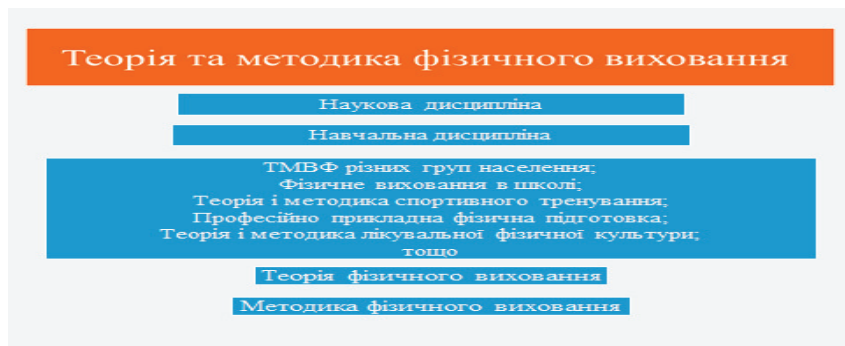 Теорія та методика фізичного виховання
Наукова дисципліна
Навчальна дисципліна
ТМВФ різних груп населення;
Фізичне виховання в школі;
Теорія і методика спортивного тренування;
Професійно прикладна фізична підготовка;
Теорія і методика лікувальної фізичної культури;
тощо
Теорія фізичного виховання
Методика фізичного виховання